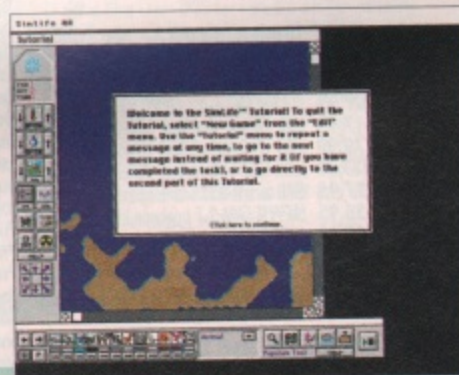 Tutorial
Welcome to the SimLife™ Tutorial! To quit the
Tutorial, select "New Game" from the "Edit"
menu. Use the "Tutorial" menu to repeat a
message at any time, to go to the next
message instead of waiting for it (if you have
completed the task), or to go directly to the
second part of this Tutorial.
Click here to continue.
Populate Tool